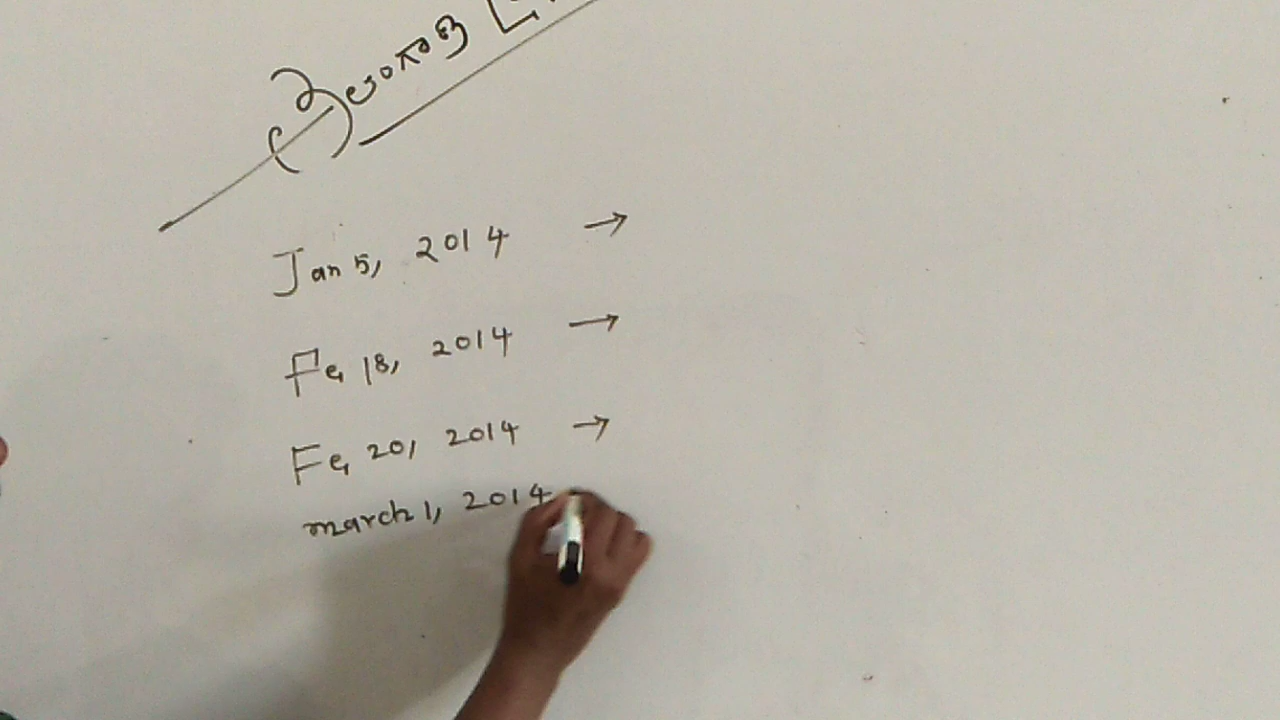 తెలంగాణ
Jan 5, 2014 →
Fe, 18, 2014 →
Fe, 20, 2014 →
march 1, 2014